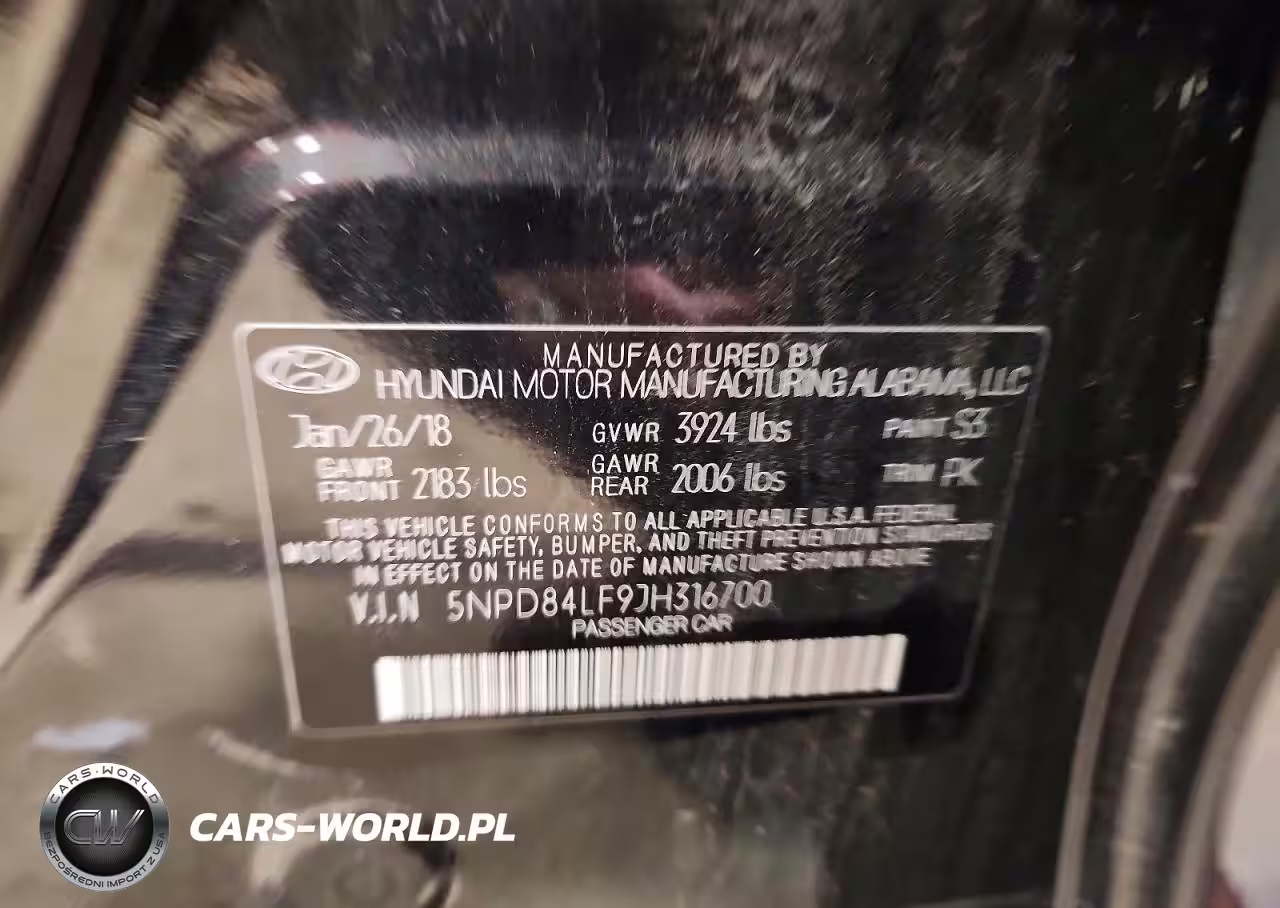 MANUFACTURED BY
HYUNDAI MOTOR MANUFACTURING ALABAMA, LLC
Jan/26/18 GVWR 3924 lbs PAINT S3
GAWR FRONT 2183 lbs GAWR REAR 2006 lbs TRIM PK
THIS VEHICLE CONFORMS TO ALL APPLICABLE U.S.A. FEDERAL
MOTOR VEHICLE SAFETY, BUMPER, AND THEFT PREVENTION STANDARDS
IN EFFECT ON THE DATE OF MANUFACTURE SHOWN ABOVE
V.I.N 5NPD84LF9JH316700
PASSENGER CAR
CARS-WORLD
CW
BEZPOŚREDNI IMPORT Z USA
CARS-WORLD.PL